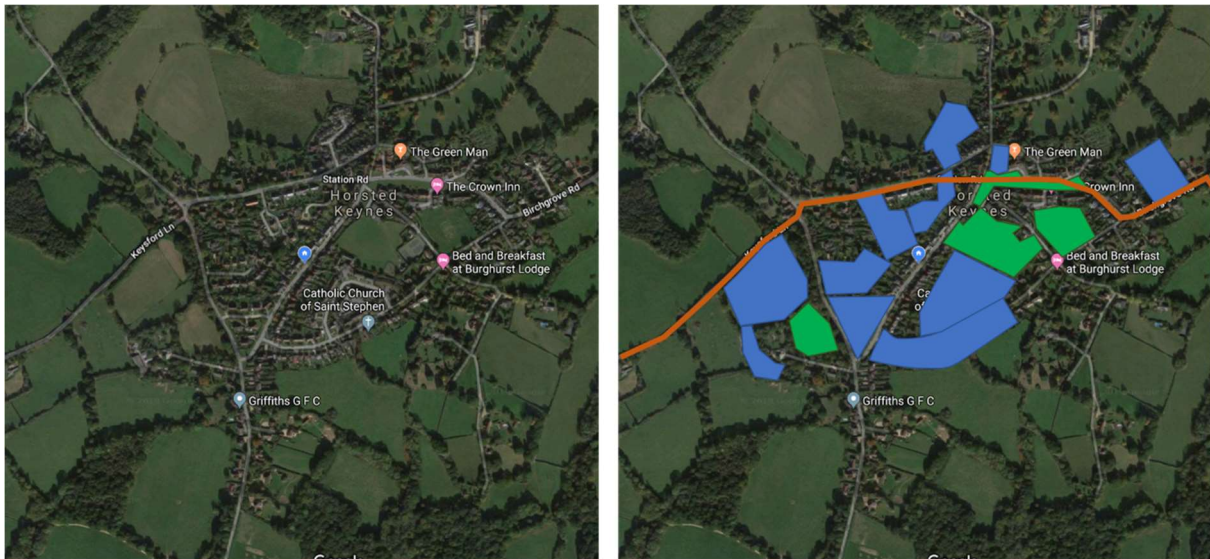 The Green Man
Station Rd
The Crown Inn
Horsted
Keynes
Birchgrove Rd
Keysford Ln
Bed and Breakfast
at Burghurst Lodge
Catholic Church
of Saint Stephen
Griffiths G F C
The Green Man
Crown Inn
Bed and Breakfast
at Burghurst Lodge
Griffiths G F C